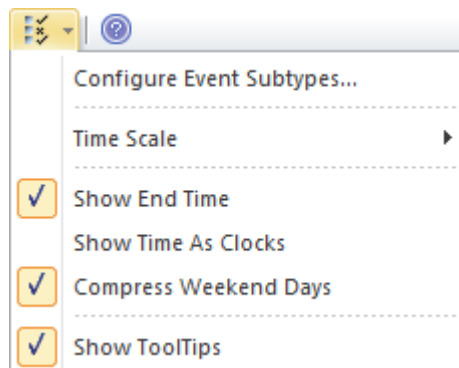 Configure Event Subtypes...
Time Scale
Show End Time
Show Time As Clocks
Compress Weekend Days
Show ToolTips